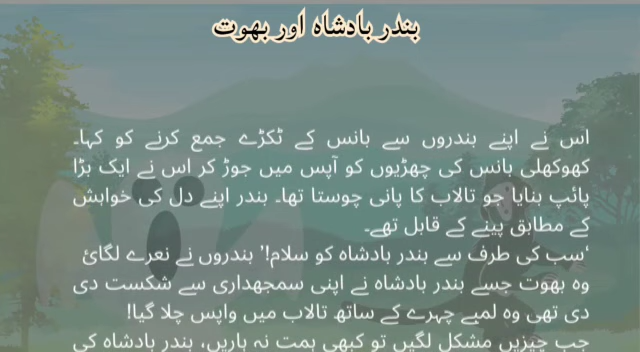 بندر بادشاہ اور بھوت
اس نے اپنے بندروں سے بانس کے ٹکڑے جمع کرنے کو کہا۔
کھوکھلی بانس کی چھڑیوں کو آپس میں جوڑ کر اس نے ایک بڑا
پائپ بنایا جو تالاب کا پانی چوستا تھا۔ بندر اپنے دل کی خواہش
کے مطابق پینے کے قابل تھے۔
‘سب کی طرف سے بندر بادشاہ کو سلام!’ بندروں نے نعرے لگائ
وہ بھوت جسے بندر بادشاہ نے اپنی سمجھداری سے شکست دی
دی تھی وہ لمبے چہرے کے ساتھ تالاب میں واپس چلا گیا!
جب چیزیں مشکل لگیں تو کبھی ہمت نہ ہاریں، بندر بادشاہ کی